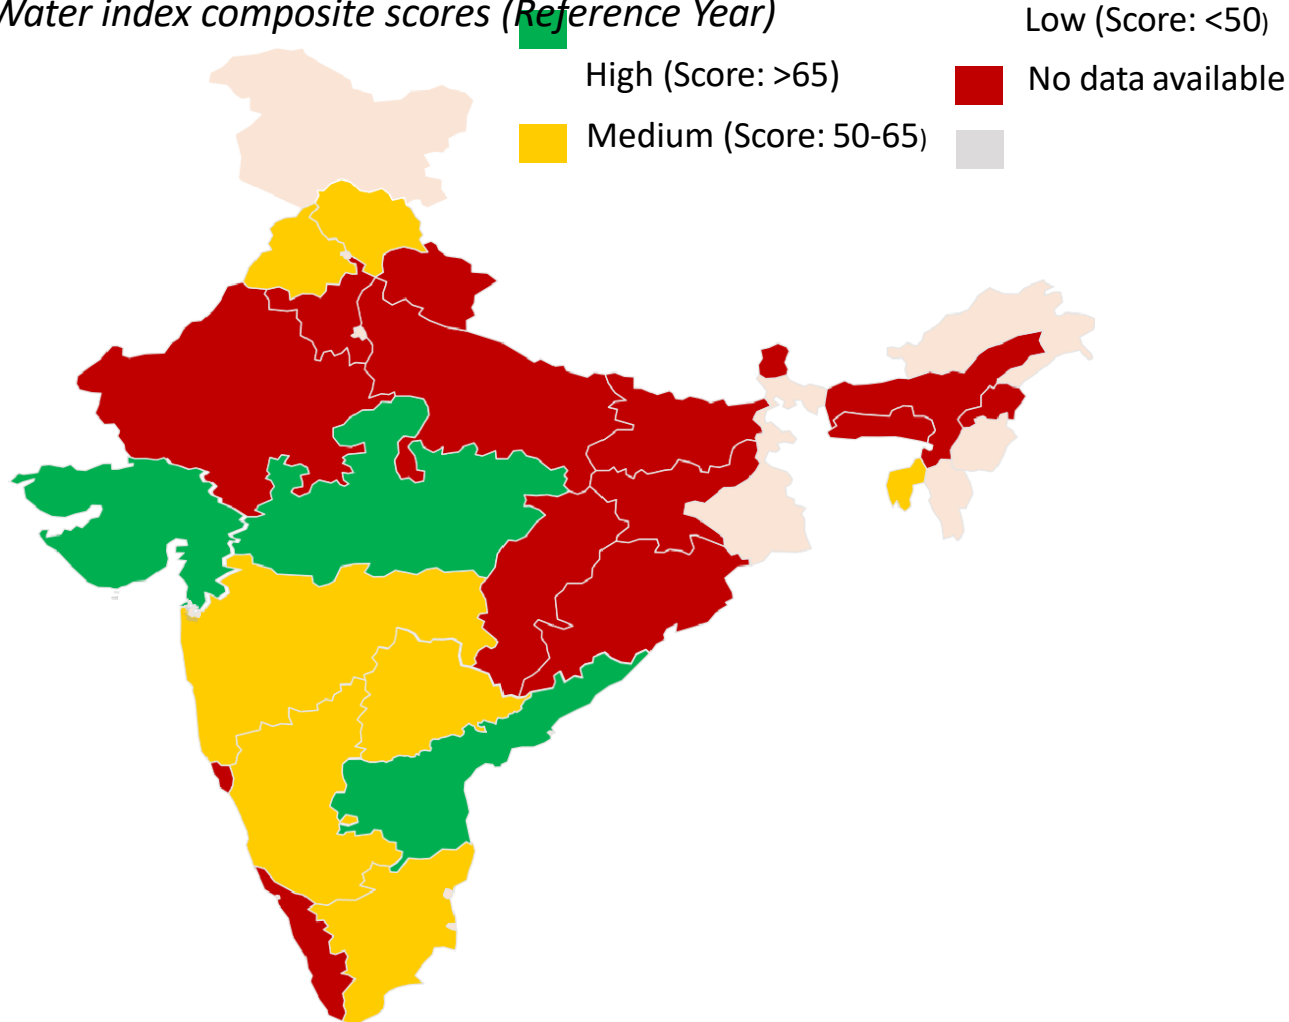 Water index composite scores (Reference Year)
High (Score: >65)
Medium (Score: 50-65)
Low (Score: <50)
No data available